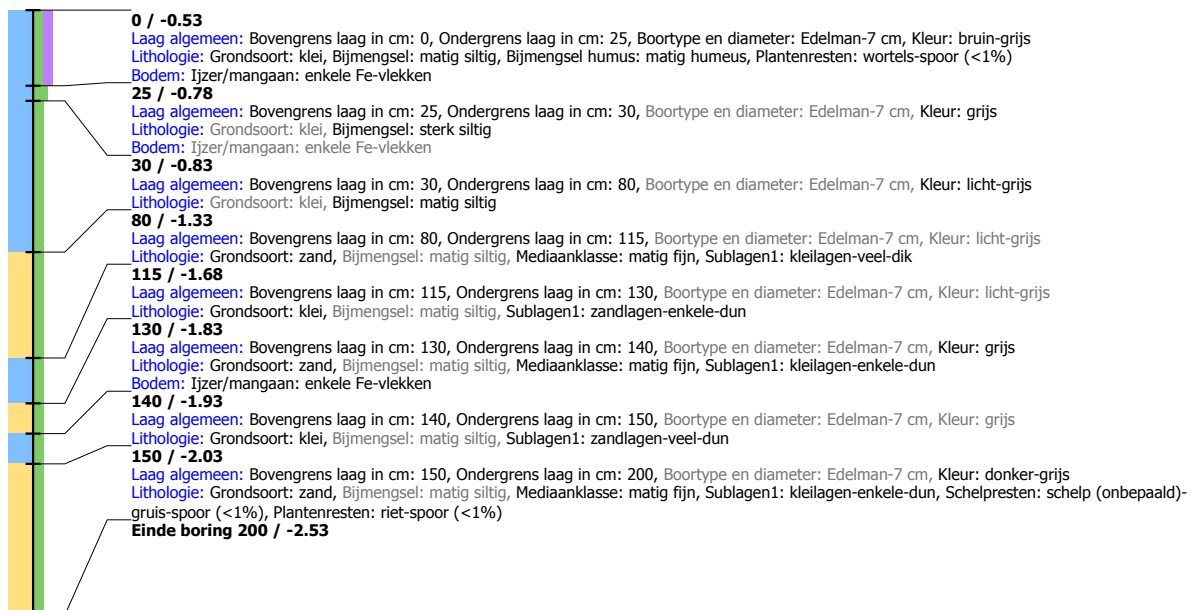 0 / -0.53
Laag algemeen: Bovengrens laag in cm: 0, Ondergrens laag in cm: 25, Boortype en diameter: Edelman-7 cm, Kleur: bruin-grijs
Lithologie: Grondsoort: klei, Bijmengsel: matig siltig, Bijmengsel humus: matig humeus, Plantenresten: wortels-spoor (<1%)
Bodem: Ijzer/mangaan: enkele Fe-vlekken
25 / -0.78
Laag algemeen: Bovengrens laag in cm: 25, Ondergrens laag in cm: 30, Boortype en diameter: Edelman-7 cm, Kleur: grijs
Lithologie: Grondsoort: klei, Bijmengsel: sterk siltig
Bodem: Ijzer/mangaan: enkele Fe-vlekken
30 / -0.83
Laag algemeen: Bovengrens laag in cm: 30, Ondergrens laag in cm: 80, Boortype en diameter: Edelman-7 cm, Kleur: licht-grijs
Lithologie: Grondsoort: klei, Bijmengsel: matig siltig
80 / -1.33
Laag algemeen: Bovengrens laag in cm: 80, Ondergrens laag in cm: 115, Boortype en diameter: Edelman-7 cm, Kleur: licht-grijs
Lithologie: Grondsoort: zand, Bijmengsel: matig siltig, Mediaanklasse: matig fijn, Sublagen1: kleilagen-veel-dik
115 / -1.68
Laag algemeen: Bovengrens laag in cm: 115, Ondergrens laag in cm: 130, Boortype en diameter: Edelman-7 cm, Kleur: licht-grijs
Lithologie: Grondsoort: klei, Bijmengsel: matig siltig, Sublagen1: zandlagen-enkele-dun
130 / -1.83
Laag algemeen: Bovengrens laag in cm: 130, Ondergrens laag in cm: 140, Boortype en diameter: Edelman-7 cm, Kleur: grijs
Lithologie: Grondsoort: zand, Bijmengsel: matig siltig, Mediaanklasse: matig fijn, Sublagen1: kleilagen-enkele-dun
Bodem: Ijzer/mangaan: enkele Fe-vlekken
140 / -1.93
Laag algemeen: Bovengrens laag in cm: 140, Ondergrens laag in cm: 150, Boortype en diameter: Edelman-7 cm, Kleur: grijs
Lithologie: Grondsoort: klei, Bijmengsel: matig siltig, Sublagen1: zandlagen-veel-dun
150 / -2.03
Laag algemeen: Bovengrens laag in cm: 150, Ondergrens laag in cm: 200, Boortype en diameter: Edelman-7 cm, Kleur: donker-grijs
Lithologie: Grondsoort: zand, Bijmengsel: matig siltig, Mediaanklasse: matig fijn, Sublagen1: kleilagen-enkele-dun, Schelpresten: schelp (onbepaald)-
gruis-spoor (<1%), Plantenresten: riet-spoor (<1%)
Einde boring 200 / -2.53